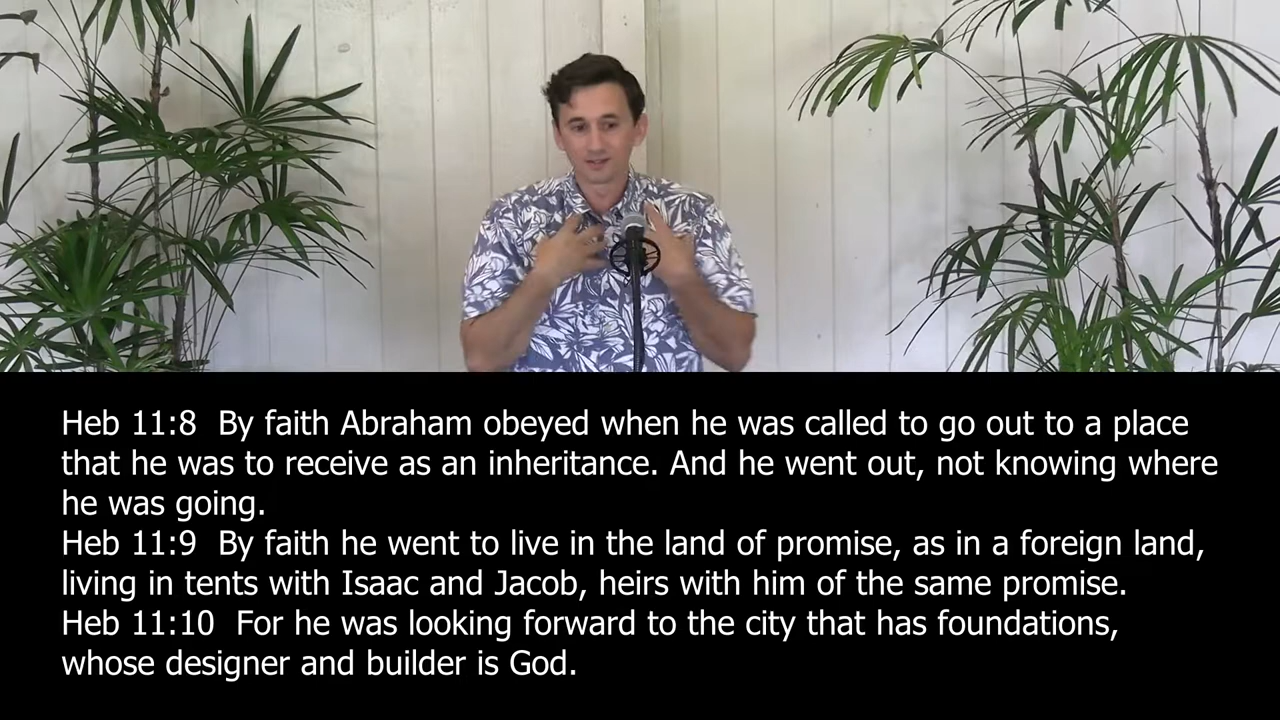 Heb 11:8  By faith Abraham obeyed when he was called to go out to a place
that he was to receive as an inheritance. And he went out, not knowing where
he was going.
Heb 11:9  By faith he went to live in the land of promise, as in a foreign land,
living in tents with Isaac and Jacob, heirs with him of the same promise.
Heb 11:10  For he was looking forward to the city that has foundations,
whose designer and builder is God.